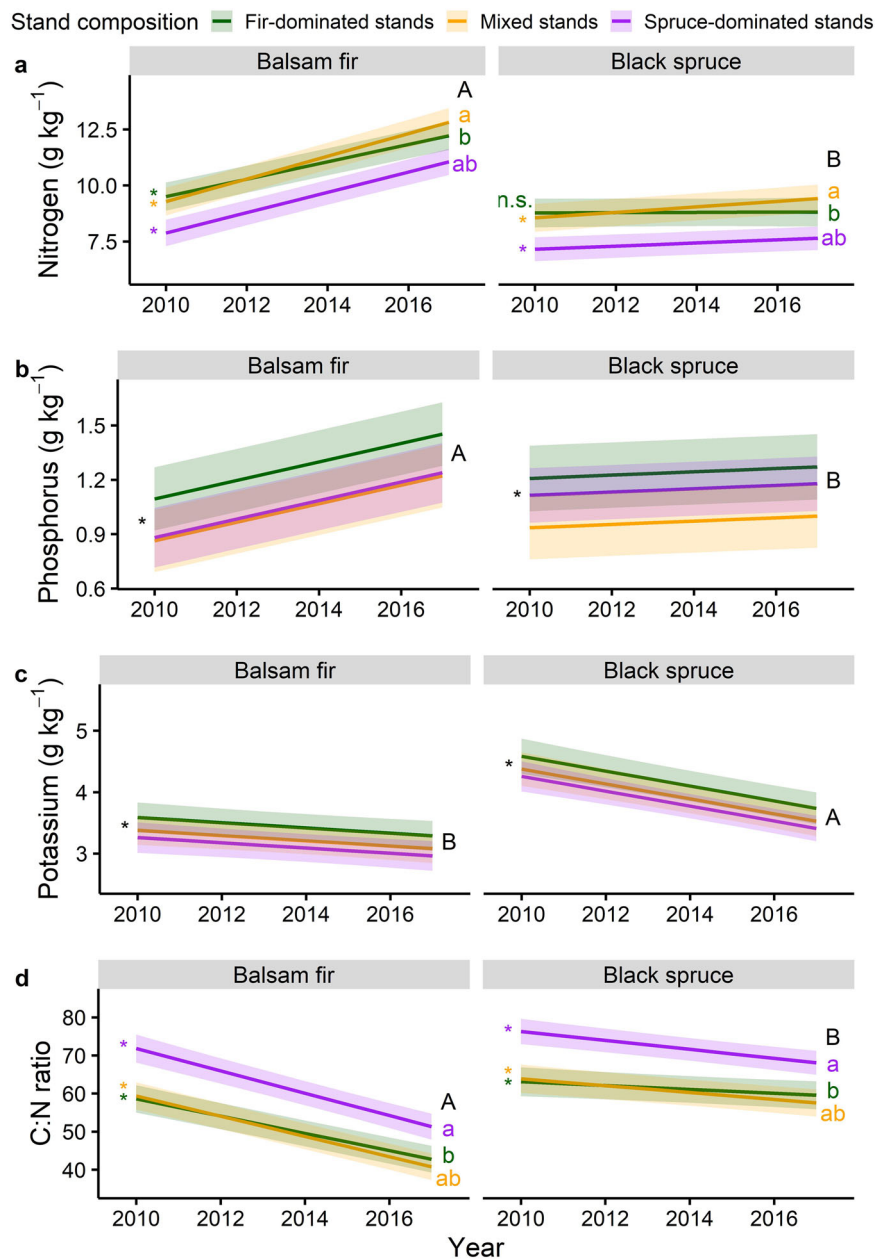 Stand composition Fir-dominated stands Mixed stands Spruce-dominated stands
a
Balsam fir Black spruce
Nitrogen (g kg⁻¹)
12.5
10.0
7.5
* * *
A
a
b
ab
n.s.
* *
B
a
b
ab
2010 2012 2014 2016 2010 2012 2014 2016
b
Balsam fir Black spruce
Phosphorus (g kg⁻¹)
1.5
1.2
0.9
0.6
*
A
*
B
2010 2012 2014 2016 2010 2012 2014 2016
c
Balsam fir Black spruce
Potassium (g kg⁻¹)
5
4
3
*
B
*
A
2010 2012 2014 2016 2010 2012 2014 2016
d
Balsam fir Black spruce
C:N ratio
80
70
60
50
40
* * *
A
a
b
ab
* * *
B
a
b
ab
2010 2012 2014 2016 2010 2012 2014 2016
Year